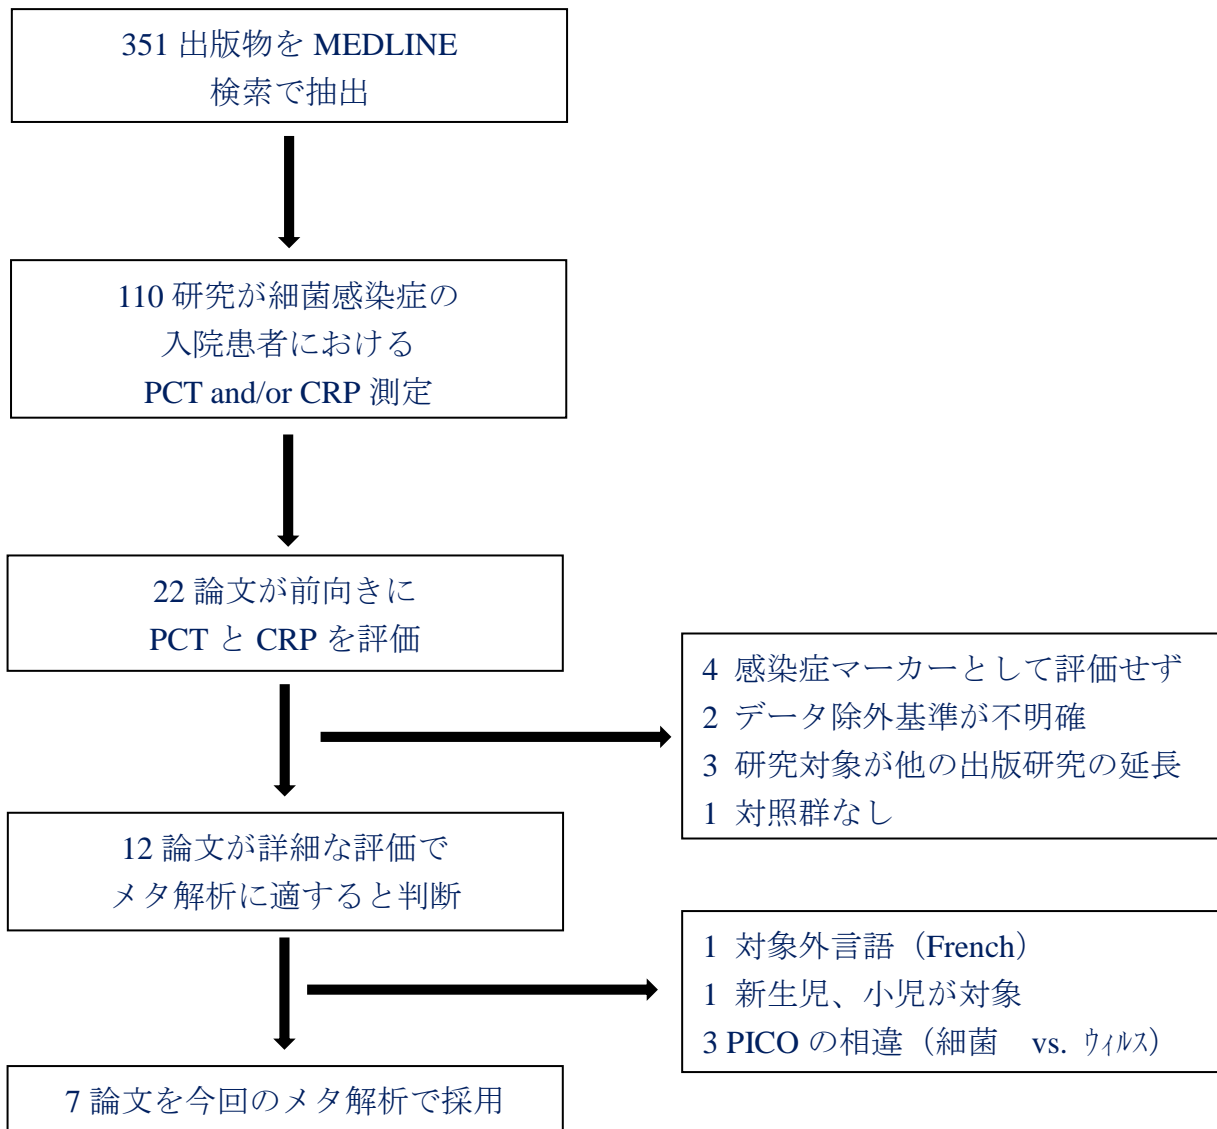 351 出版物を MEDLINE
検索で抽出
110 研究が細菌感染症の
入院患者における
PCT and/or CRP 測定
22 論文が前向きに
PCT と CRP を評価
4 感染症マーカーとして評価せず
2 データ除外基準が不明確
3 研究対象が他の出版研究の延長
1 対照群なし
12 論文が詳細な評価で
メタ解析に適すると判断
1 対象外言語（French）
1 新生児、小児が対象
3 PICO の相違（細菌　vs. ｳｨﾙｽ）
7 論文を今回のメタ解析で採用